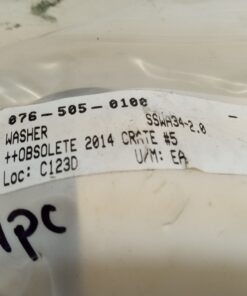 076-505-0100 SSWA34-2.0
WASHER
++OBSOLETE 2014 CRATE #5
Loc: C123D U/M: EA
1pc